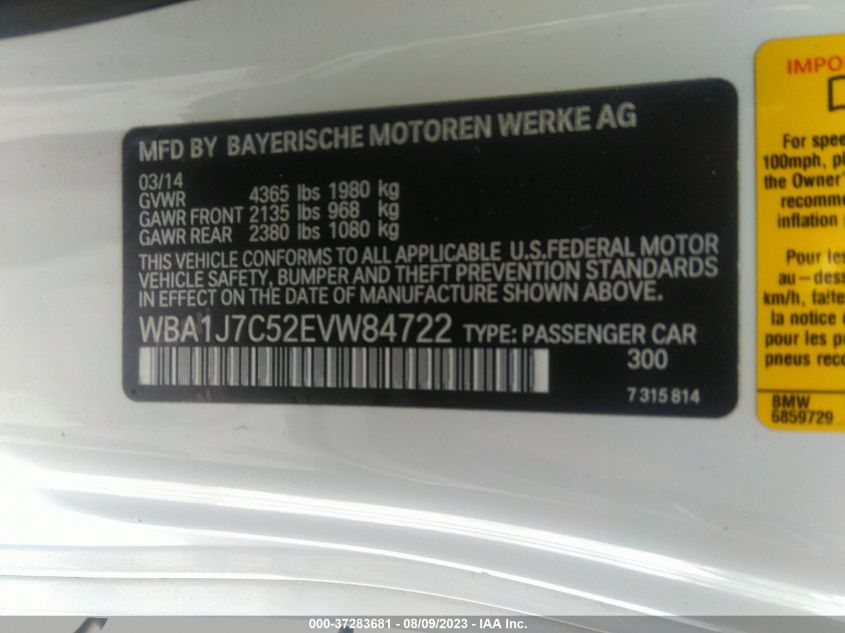 MFD BY BAYERISCHE MOTOREN WERKE AG
03/14
GVWR 4365 lbs 1980 kg
GAWR FRONT 2135 lbs 968 kg
GAWR REAR 2380 lbs 1080 kg
THIS VEHICLE CONFORMS TO ALL APPLICABLE U.S.FEDERAL MOTOR
VEHICLE SAFETY, BUMPER AND THEFT PREVENTION STANDARDS
IN EFFECT ON THE DATE OF MANUFACTURE SHOWN ABOVE.
WBA1J7C52EVW84722 TYPE: PASSENGER CAR
300
7 315 814
IMPO
For spee
100mph, pl
the Owner'
recomme
inflation
Pour les
au-dess
km/h, faite
la notice
pour les p
pneus reco
BMW
6859729
000-37283681 - 08/09/2023 - IAA Inc.